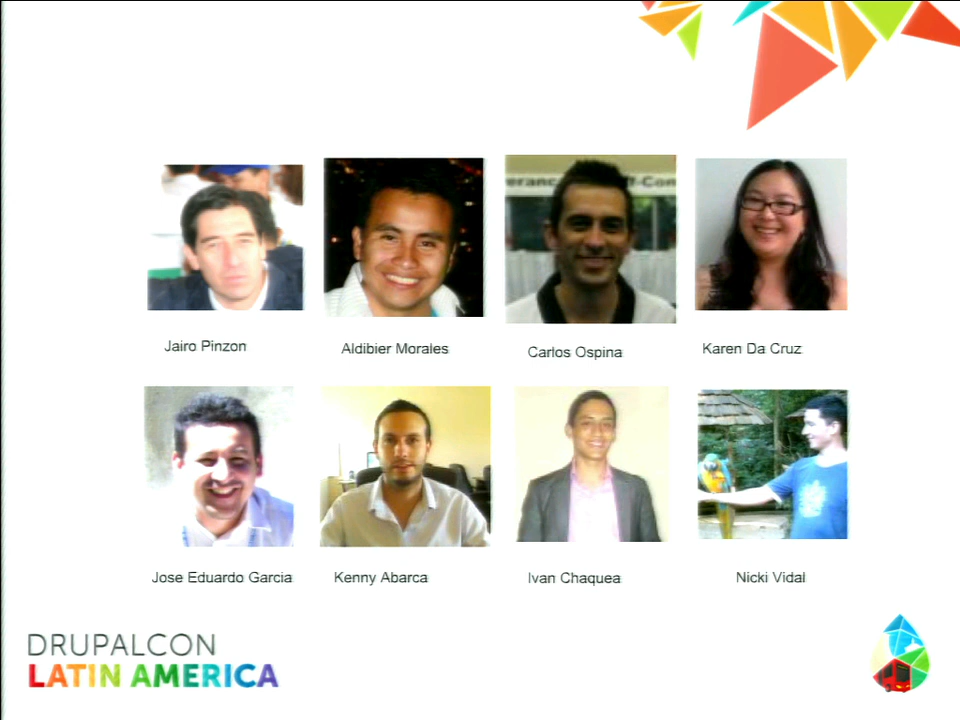 Jairo Pinzon
Aldibier Morales
Carlos Ospina
Karen Da Cruz
Jose Eduardo Garcia
Kenny Abarca
Ivan Chaquea
Nicki Vidal
DRUPALCON
LATIN AMERICA